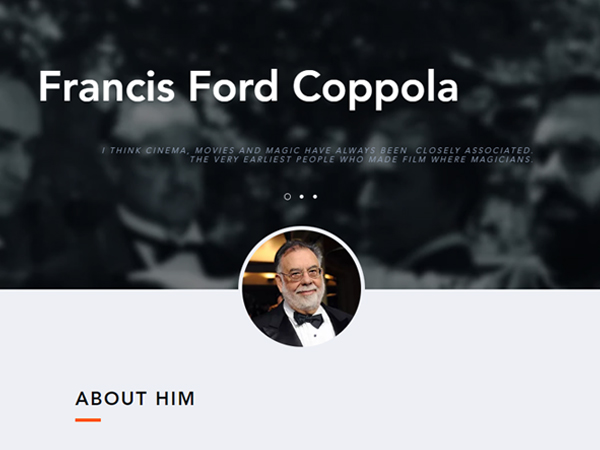 Francis Ford Coppola
I THINK CINEMA, MOVIES AND MAGIC HAVE ALWAYS BEEN CLOSELY ASSOCIATED.
THE VERY EARLIEST PEOPLE WHO MADE FILM WHERE MAGICIANS.
ABOUT HIM